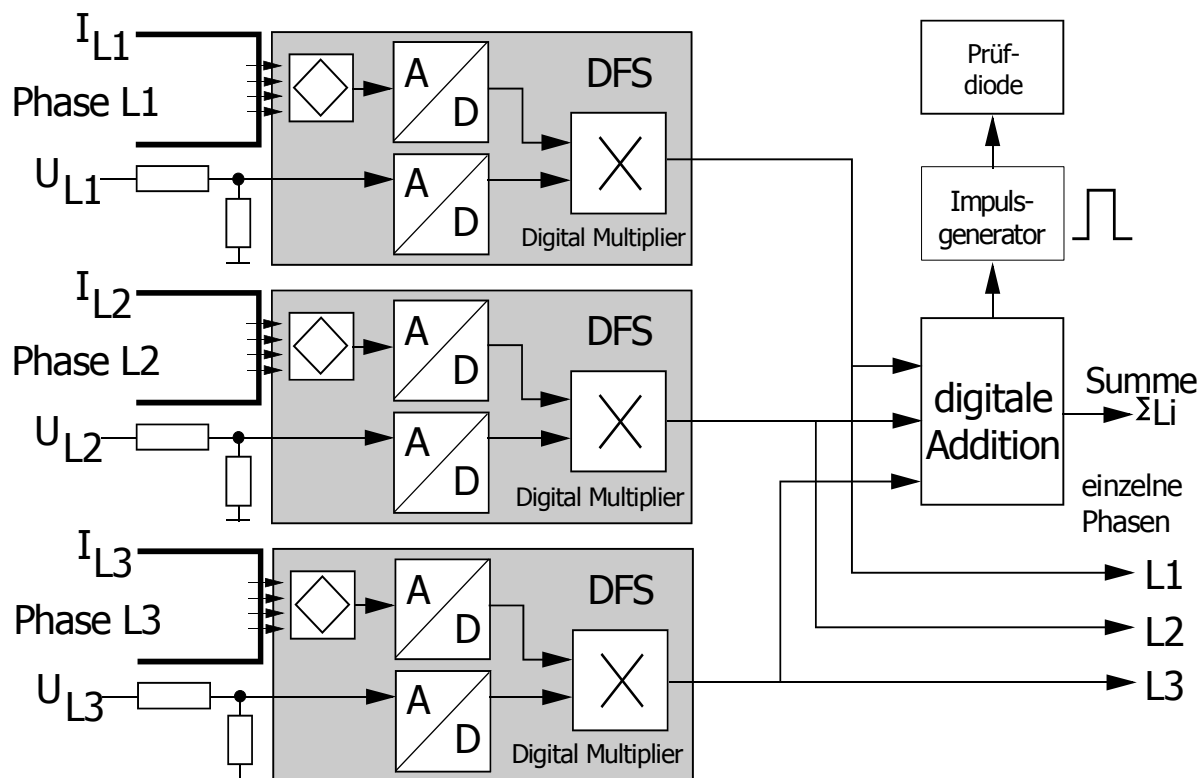 I L1
Phase L1
U L1
A
D
A
D
DFS
Digital Multiplier
I L2
Phase L2
U L2
A
D
A
D
DFS
Digital Multiplier
I L3
Phase L3
U L3
A
D
A
D
DFS
Digital Multiplier
Prüf-
diode
Impuls-
generator
digitale
Addition
Summe
ΣLi
einzelne
Phasen
L1
L2
L3